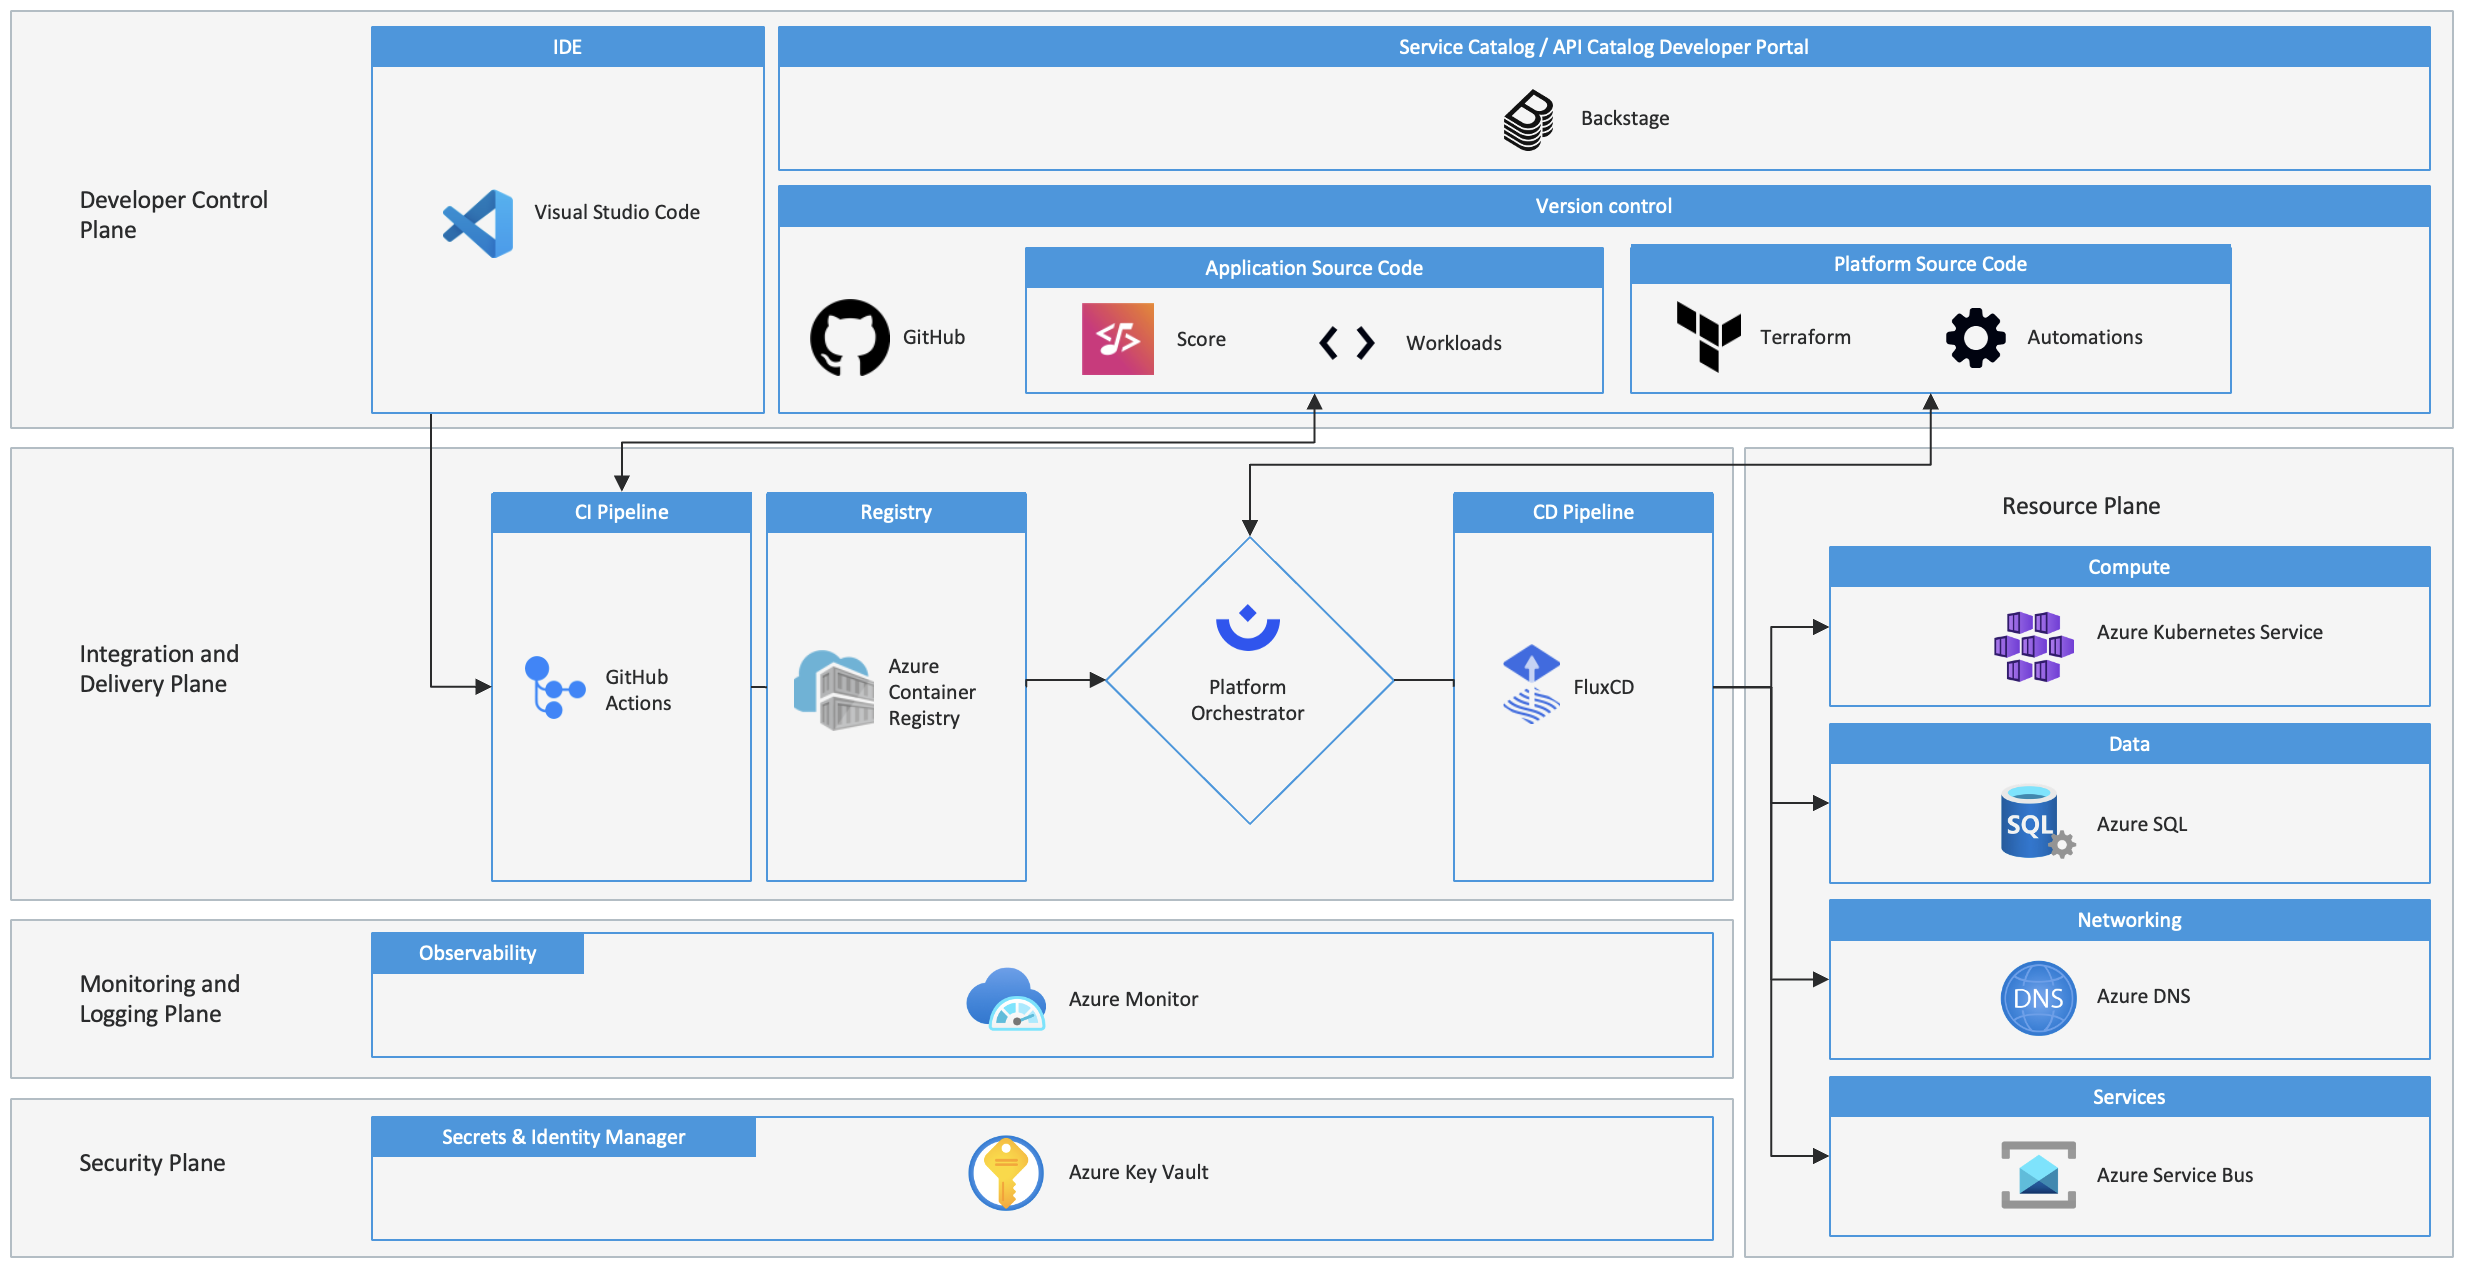 IDE
Service Catalog / API Catalog Developer Portal
Backstage
Developer Control
Plane
Visual Studio Code
Version control
Application Source Code
Platform Source Code
GitHub
Score
Workloads
Terraform
Automations
Integration and
Delivery Plane
CI Pipeline
GitHub
Actions
Registry
Azure
Container
Registry
Platform
Orchestrator
CD Pipeline
FluxCD
Resource Plane
Compute
Azure Kubernetes Service
Data
SQL
Azure SQL
Networking
DNS
Azure DNS
Services
Azure Service Bus
Monitoring and
Logging Plane
Observability
Azure Monitor
Security Plane
Secrets & Identity Manager
Azure Key Vault